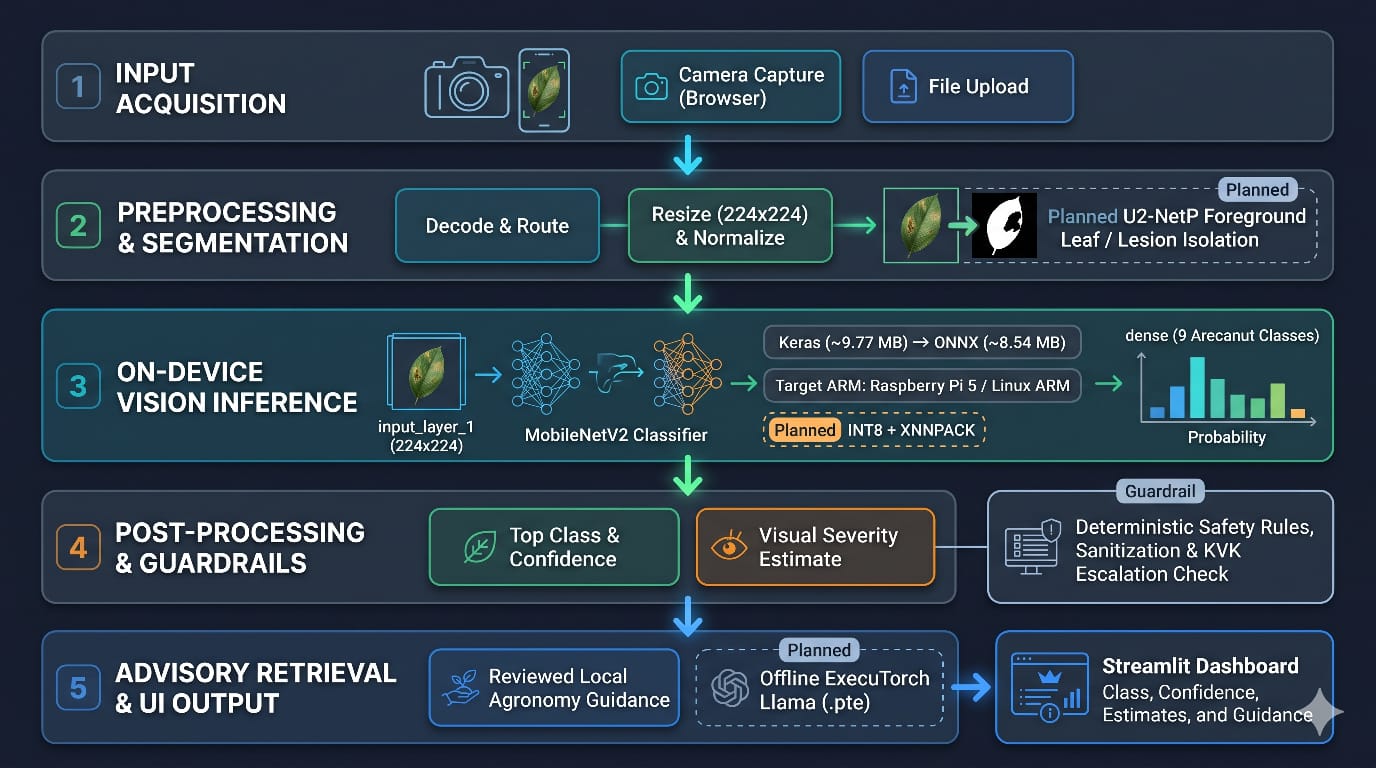 1
INPUT
ACQUISITION
Camera Capture
(Browser)
File Upload
2
PREPROCESSING
& SEGMENTATION
Decode & Route
Resize (224x224)
& Normalize
Planned
Planned U2-NetP Foreground
Leaf / Lesion Isolation
3
ON-DEVICE
VISION INFERENCE
input_layer_1
(224x224)
MobileNetV2 Classifier
Keras (~9.77 MB) → ONNX (~8.54 MB)
Target ARM: Raspberry Pi 5 / Linux ARM
Planned INT8 + XNNPACK
dense (9 Arecanut Classes)
Probability
4
POST-PROCESSING
& GUARDRAILS
Top Class &
Confidence
Visual Severity
Estimate
Guardrail
Deterministic Safety Rules,
Sanitization & KVK
Escalation Check
5
ADVISORY RETRIEVAL
& UI OUTPUT
Reviewed Local
Agronomy Guidance
Planned
Offline ExecuTorch
Llama (.pte)
Streamlit Dashboard
Class, Confidence,
Estimates, and Guidance